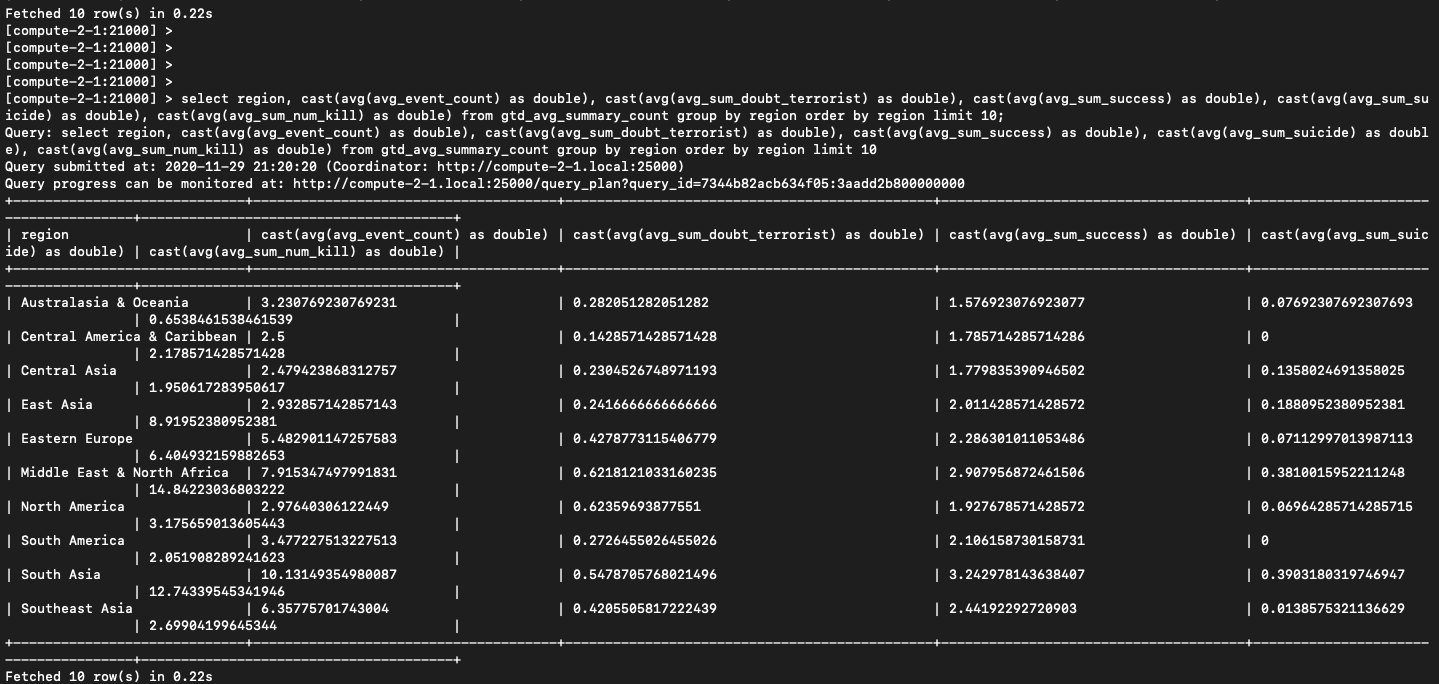 Fetched 10 row(s) in 0.22s
[compute-2-1:21000] >
[compute-2-1:21000] >
[compute-2-1:21000] >
[compute-2-1:21000] >
[compute-2-1:21000] > select region, cast(avg(avg_event_count) as double), cast(avg(avg_sum_doubt_terrorist) as double), cast(avg(avg_sum_success) as double), cast(avg(avg_sum_su
icide) as double), cast(avg(avg_sum_num_kill) as double) from gtd_avg_summary_count group by region order by region limit 10;
Query: select region, cast(avg(avg_event_count) as double), cast(avg(avg_sum_doubt_terrorist) as double), cast(avg(avg_sum_success) as double), cast(avg(avg_sum_suicide) as doubl
e), cast(avg(avg_sum_num_kill) as double) from gtd_avg_summary_count group by region order by region limit 10
Query submitted at: 2020-11-29 21:20:20 (Coordinator: http://compute-2-1.local:25000)
Query progress can be monitored at: http://compute-2-1.local:25000/query_plan?query_id=7344b82acb634f05:3aadd2b800000000
| region | cast(avg(avg_event_count) as double) | cast(avg(avg_sum_doubt_terrorist) as double) | cast(avg(avg_sum_success) as double) | cast(avg(avg_sum_suic
ide) as double) | cast(avg(avg_sum_num_kill) as double) |
| Australasia & Oceania | 3.230769230769231 | 0.282051282051282 | 1.576923076923077 | 0.07692307692307693
| 0.6538461538461539 |
| Central America & Caribbean | 2.5 | 0.1428571428571428 | 1.785714285714286 | 0
| 2.178571428571428 |
| Central Asia | 2.479423868312757 | 0.2304526748971193 | 1.779835390946502 | 0.1358024691358025
| 1.950617283950617 |
| East Asia | 2.932857142857143 | 0.2416666666666666 | 2.011428571428572 | 0.1880952380952381
| 8.91952380952381 |
| Eastern Europe | 5.482901147257583 | 0.4278773115406779 | 2.286301011053486 | 0.07112997013987113
| 6.404932159882653 |
| Middle East & North Africa | 7.915347497991831 | 0.6218121033160235 | 2.907956872461506 | 0.3810015952211248
| 14.84223036803222 |
| North America | 2.97640306122449 | 0.62359693877551 | 1.927678571428572 | 0.06964285714285715
| 3.175659013605443 |
| South America | 3.477227513227513 | 0.2726455026455026 | 2.106158730158731 | 0
| 2.051908289241623 |
| South Asia | 10.13149354980087 | 0.5478705768021496 | 3.242978143638407 | 0.3903180319746947
| 12.74339545341946 |
| Southeast Asia | 6.35775701743004 | 0.4205505817222439 | 2.44192292720903 | 0.0138575321136629
| 2.69904199645344 |
Fetched 10 row(s) in 0.22s